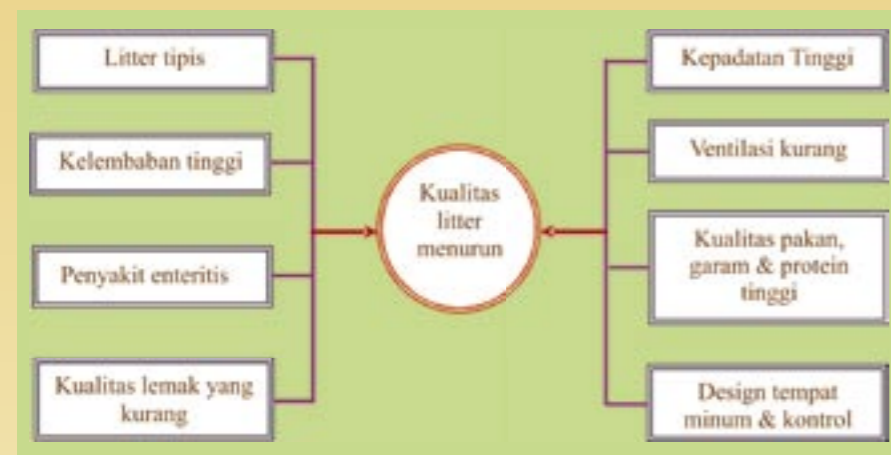 Litter tipis
Kelembaban tinggi
Penyakit enteritis
Kualitas lemak yang
kurang
Kualitas
litter
menurun
Kepadatan Tinggi
Ventilasi kurang
Kualitas pakan,
garam & protein
tinggi
Design tempat
minum & kontrol